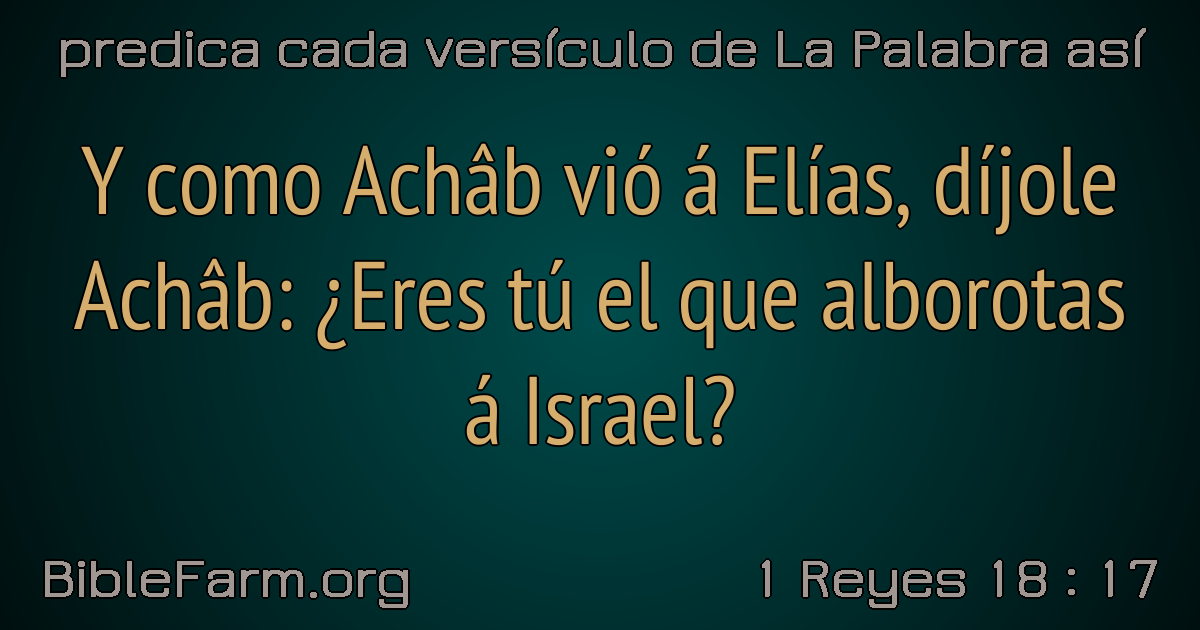 predica cada versículo de La Palabra así
Y como Achâb vió á Elías, díjole
Achâb: ¿Eres tú el que alborotas
á Israel?
BibleFarm.org
1 Reyes 18 : 17